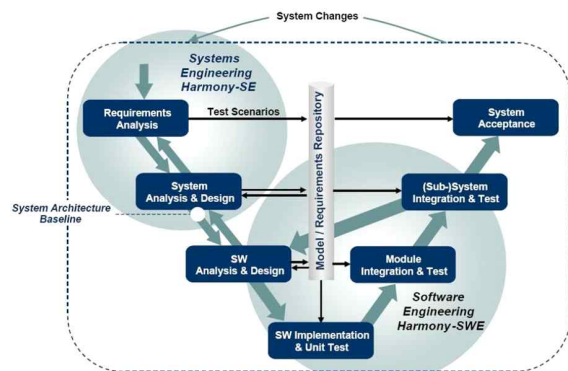 System Changes
Systems
Engineering
Harmony-SE
Requirements
Analysis
Test Scenarios
Model / Requirements Repository
System
Acceptance
System
Analysis & Design
(Sub-)System
Integration & Test
System Architecture
Baseline
SW
Analysis & Design
Module
Integration & Test
Software
Engineering
Harmony-SWE
SW Implementation
& Unit Test